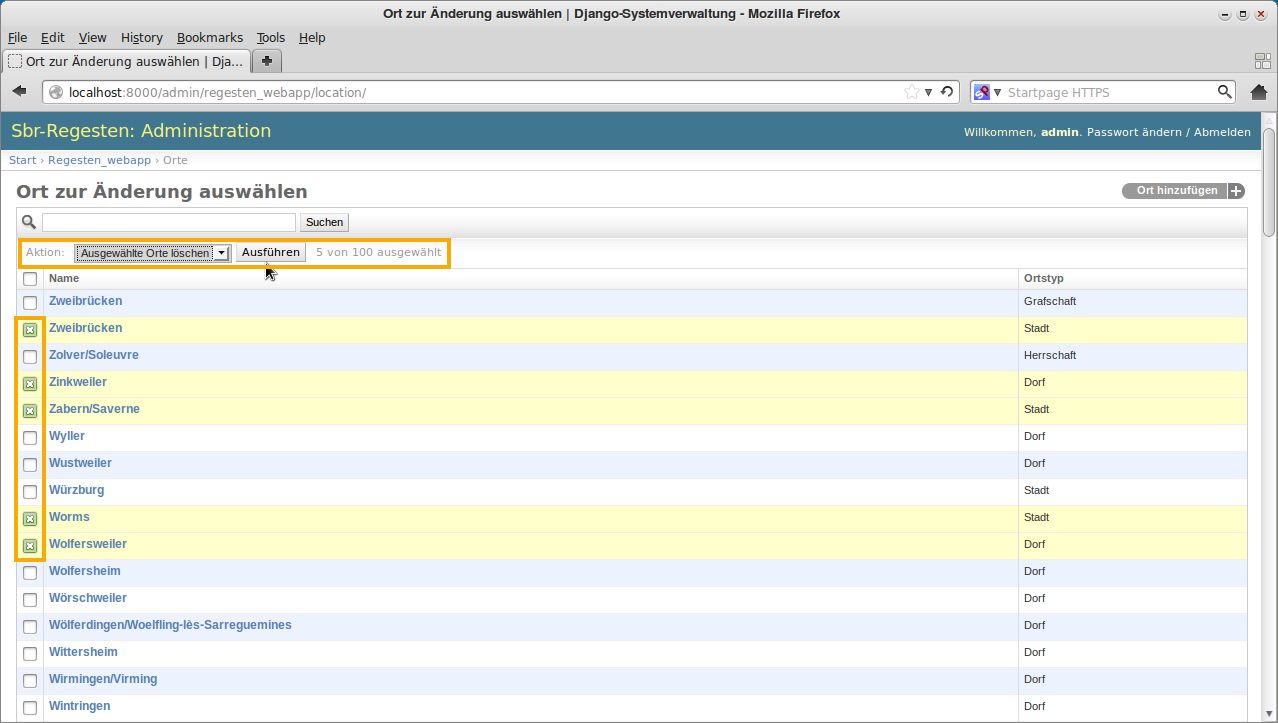 Ort zur Änderung auswählen | Django-Systemverwaltung - Mozilla Firefox
File Edit View History Bookmarks Tools Help
Ort zur Änderung auswählen | Dja...
localhost:8000/admin/regesten_webapp/location/ Startpage HTTPS
Sbr-Regesten: Administration Willkommen, admin. Passwort ändern / Abmelden
Start › Regesten_webapp › Orte
Ort zur Änderung auswählen Ort hinzufügen
Suchen
Aktion: Ausgewählte Orte löschen Ausführen 5 von 100 ausgewählt
Name Ortstyp
Zweibrücken Grafschaft
Zweibrücken Stadt
Zolver/Soleuvre Herrschaft
Zinkweiler Dorf
Zabern/Saverne Stadt
Wyller Dorf
Wustweiler Dorf
Würzburg Stadt
Worms Stadt
Wolfersweiler Dorf
Wolfersheim Dorf
Wörschweiler Dorf
Wölferdingen/Woelfling-lès-Sarreguemines Dorf
Wittersheim Dorf
Wirmingen/Virming Dorf
Wintringen Dorf